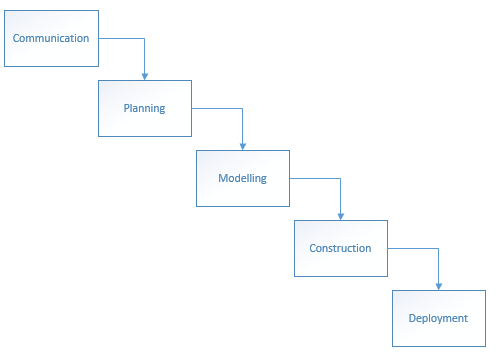 Communication
Planning
Modelling
Construction
Deployment